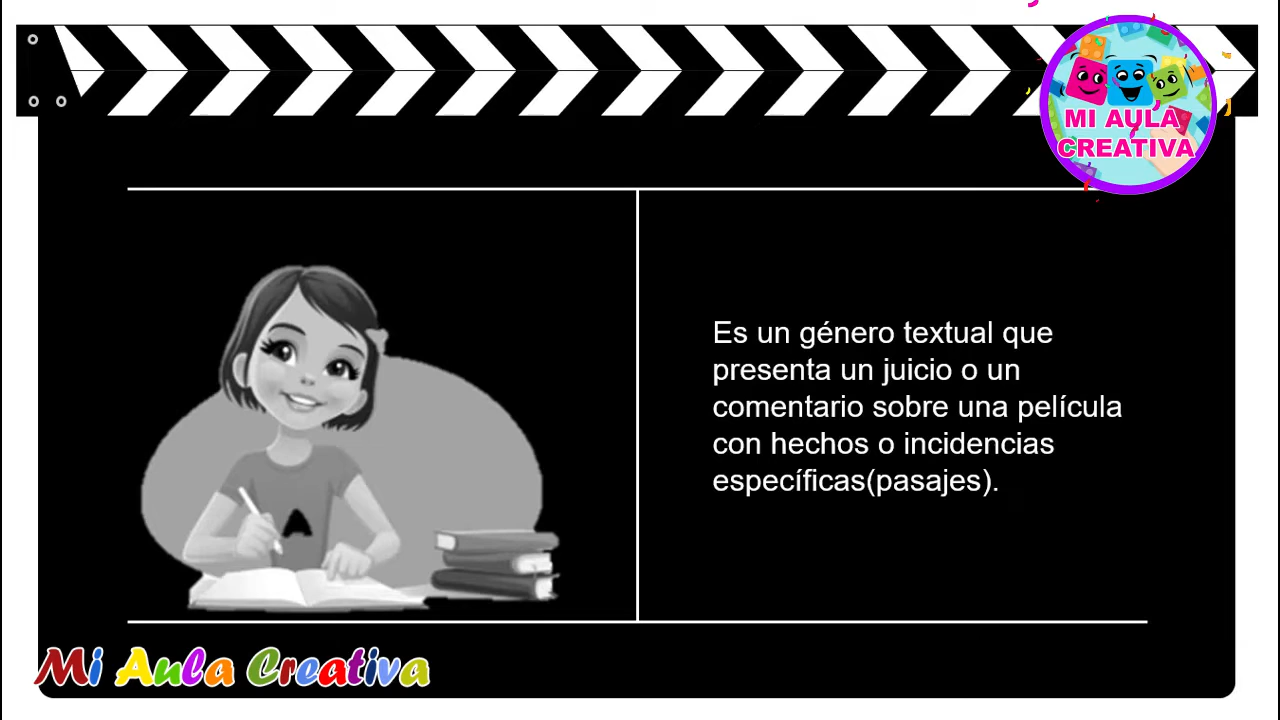 MI AULA
CREATIVA
Es un género textual que
presenta un juicio o un
comentario sobre una película
con hechos o incidencias
específicas(pasajes).
Mi Aula Creativa